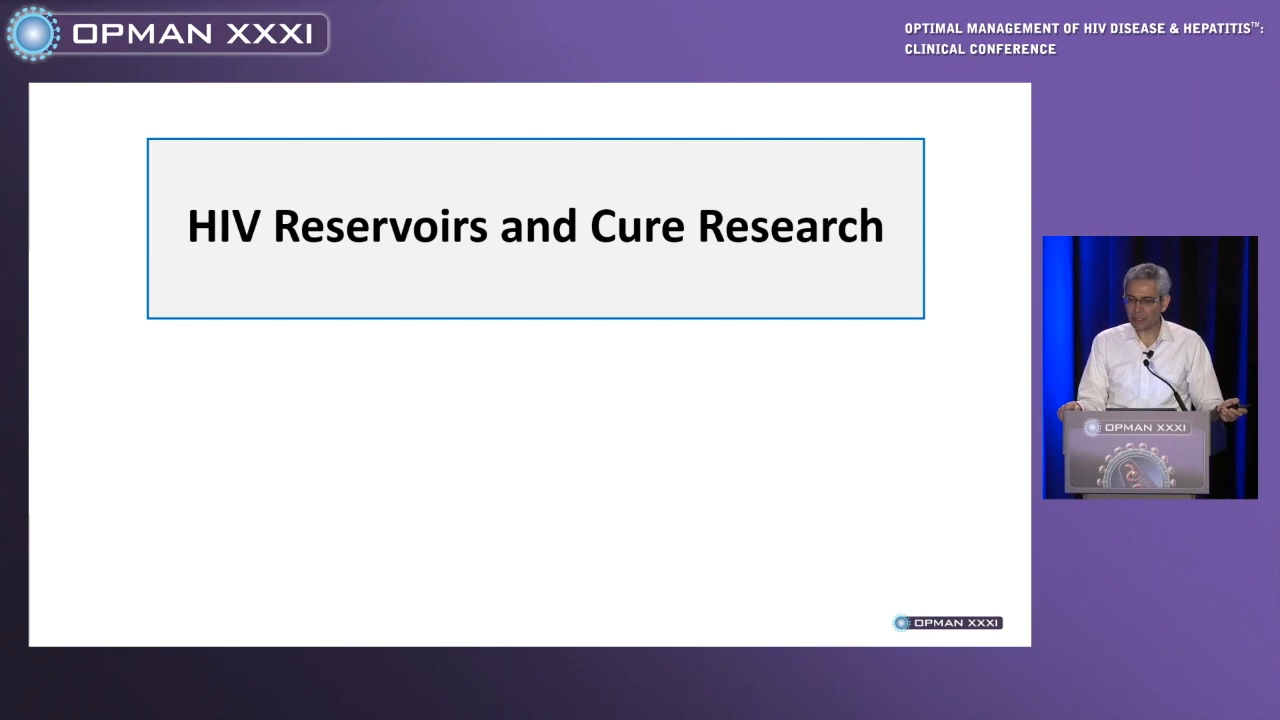 OPMAN XXXI
OPTIMAL MANAGEMENT OF HIV DISEASE & HEPATITIS™:
CLINICAL CONFERENCE
HIV Reservoirs and Cure Research
OPMAN XXXI
OPMAN XXXI